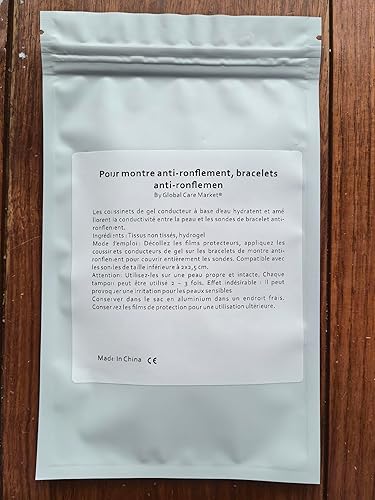 Pour montre anti-ronflement, bracelets
anti-ronflemen
By Global Care Market®
Les coussinets de gel conducteur à base d'eau hydratent et amé
liorent la conductivité entre la peau et les sondes de bracelet anti-
ronflement.
Ingrédients : Tissus non tissés, hydrogel
Mode d'emploi : Décollez les films protecteurs, appliquez les
coussirets conducteurs de gel sur les bracelets de montre anti-
ronflement pour couvrir entierement les sondes. Compatible avec
les sondes de taille inférieure à 2x2,5 cm.
Attention: Utilisez-les sur une peau propre et intacte. Chaque
tampon peut être utilisé 2 ~ 3 fois. Effet indésirable : Il peut
provoquer une irritation pour les peaux sensibles
Conserver dans le sac en aluminium dans un endroit frais.
Conservez les films de protection pour une utilisation ultérieure.
Made In China CE